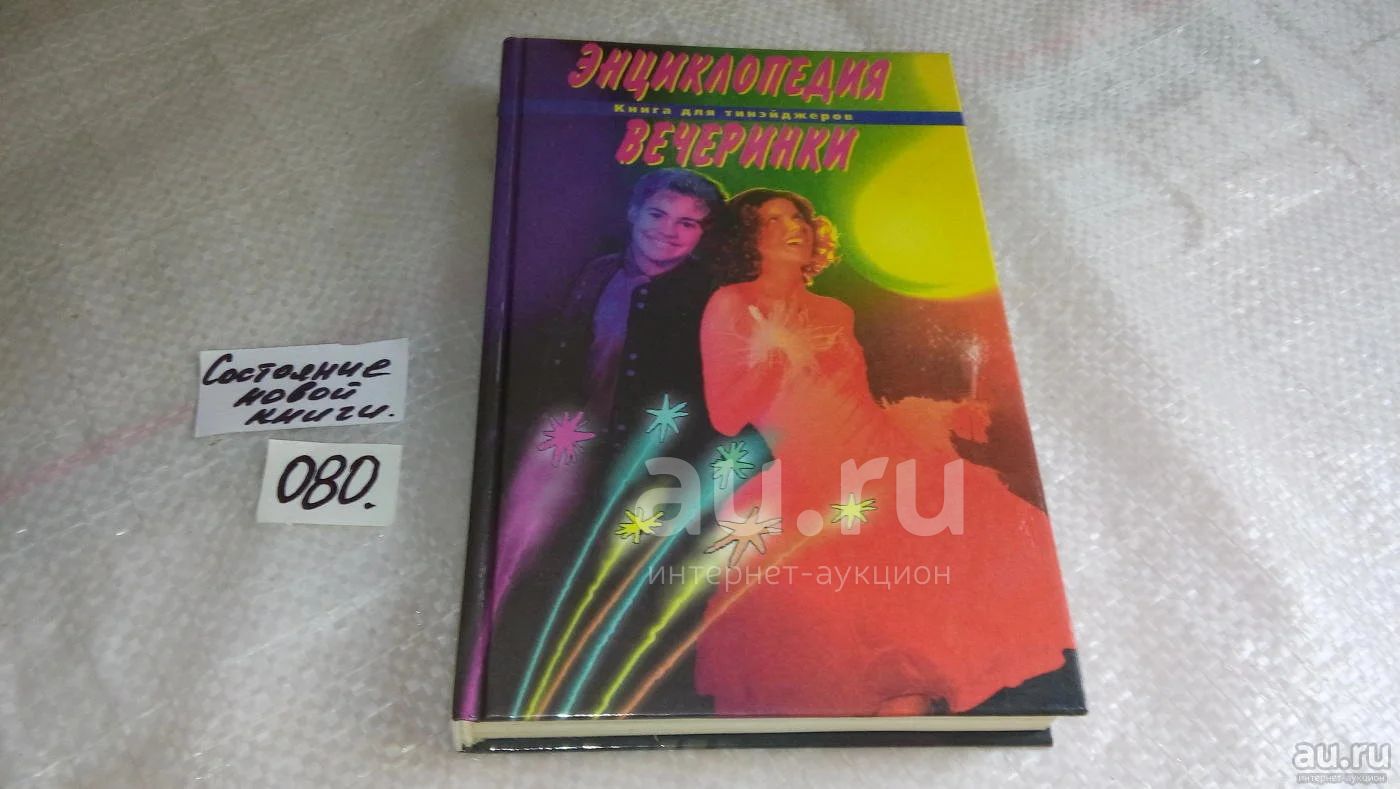 ЭНЦИКЛОПЕДИЯ
Книга для тинэйджеров
ВЕЧЕРИНКИ
Состояние
новой
книги.
080.
au.ru
интернет-аукцион
au.ru
интернет-аукцион